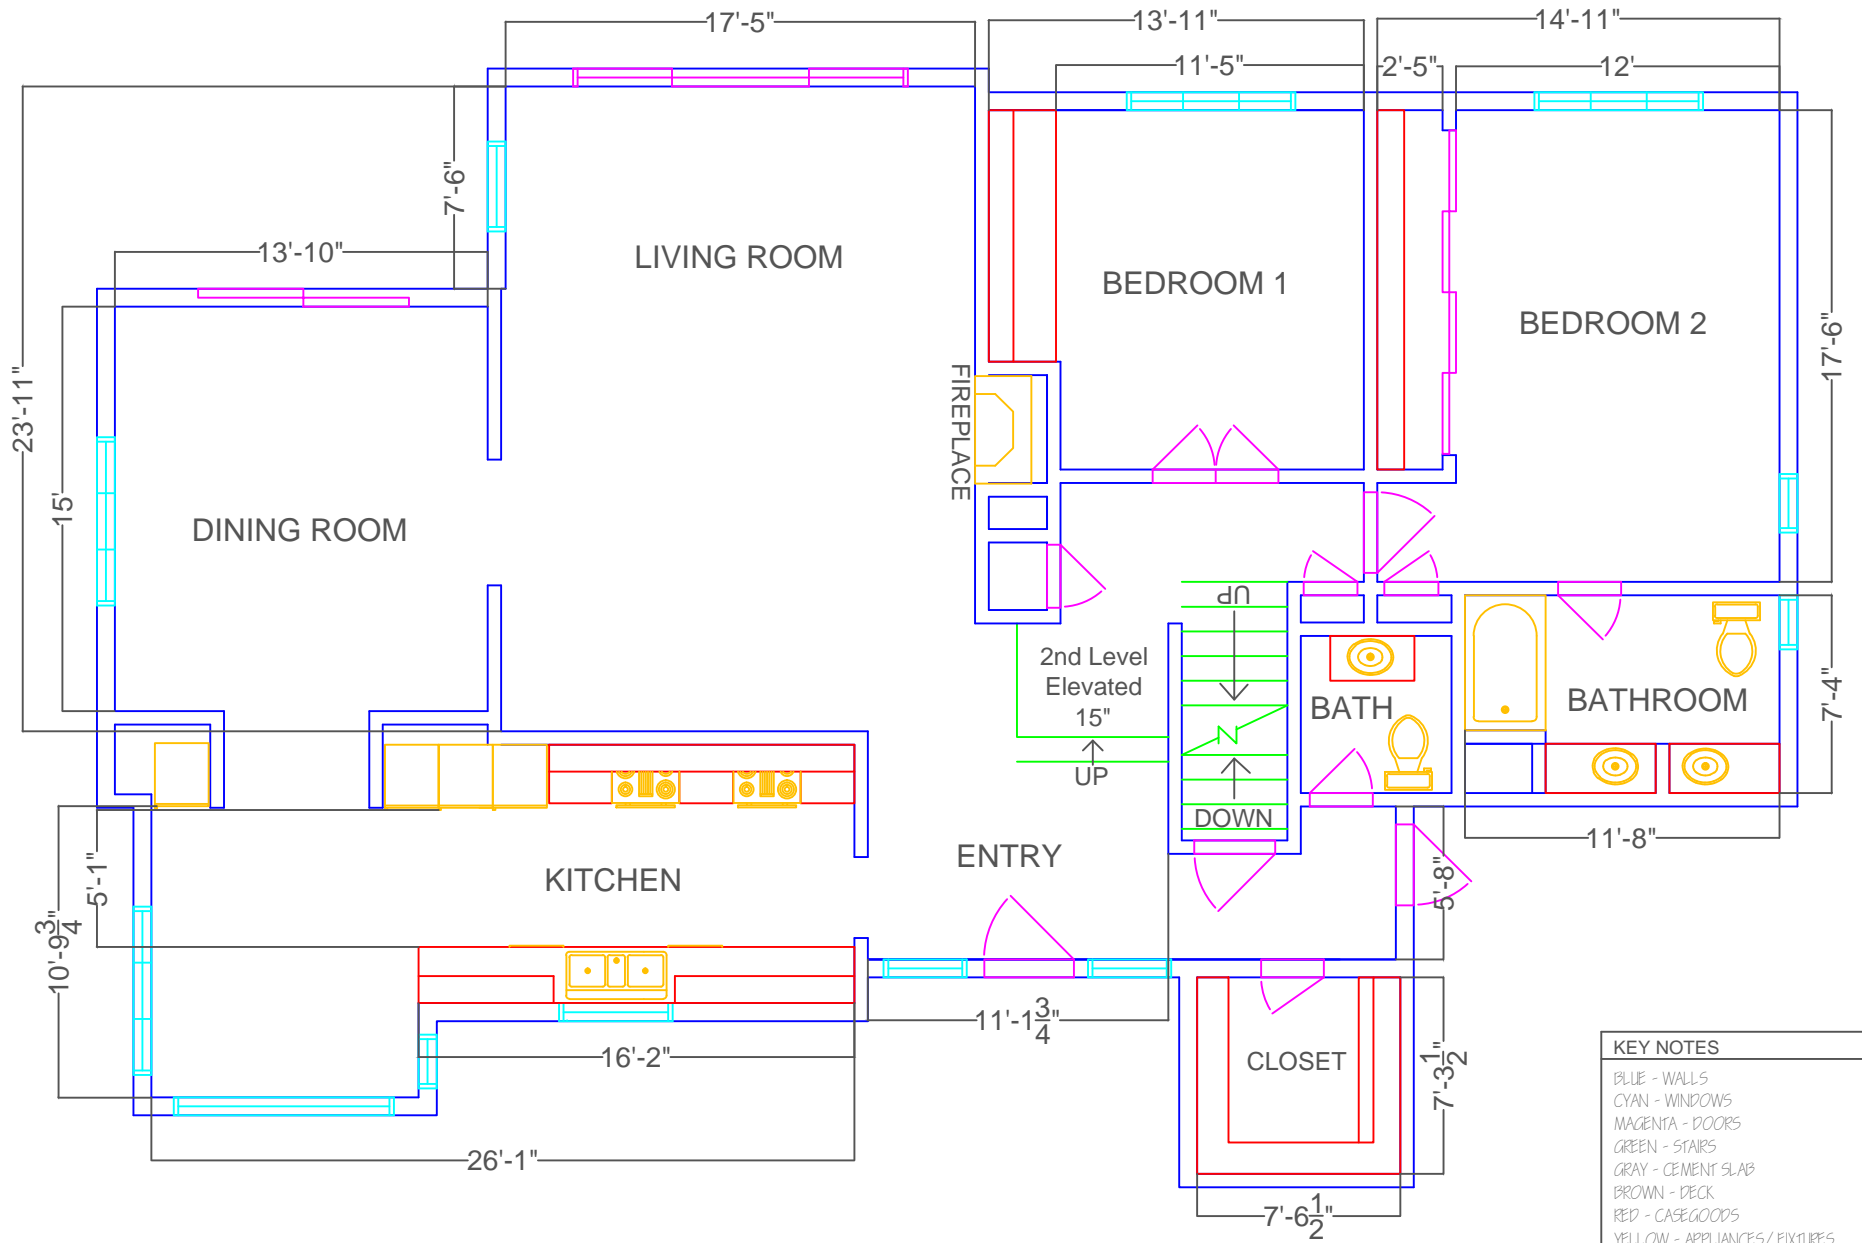 17'-5"
13'-11"
14'-11"
11'-5"
2'-5"
12'
7'-6"
13'-10"
LIVING ROOM
BEDROOM 1
BEDROOM 2
17'-6"
23'-11"
FIREPLACE
15'
DINING ROOM
UP
2nd Level
Elevated
15"
UP
BATH
BATHROOM
7'-4"
DOWN
11'-8"
5'-1"
10'-9 3/4"
KITCHEN
ENTRY
5'-8"
11'-1 3/4"
16'-2"
CLOSET
7'-3 1/2"
26'-1"
7'-6 1/2"
KEY NOTES
BLUE - WALLS
CYAN - WINDOWS
MAGENTA - DOORS
GREEN - STAIRS
GRAY - CEMENT SLAB
BROWN - DECK
RED - CASEGOODS
YELLOW - APPLIANCES/ FIXTURES